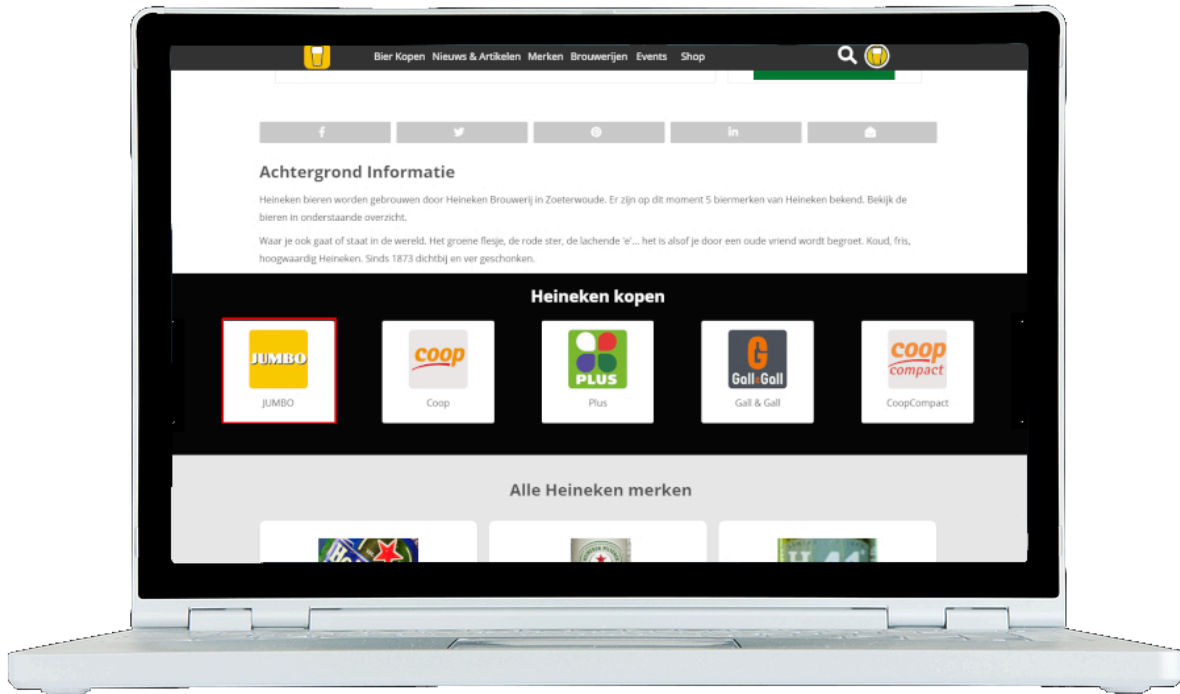 Bier Kopen Nieuws & Artikelen Merken Brouwerijen Events Shop
Achtergrond Informatie
Heineken bieren worden gebrouwen door Heineken Brouwerij in Zoeterwoude. Er zijn op dit moment 5 biermerken van Heineken bekend. Bekijk de
bieren in onderstaande overzicht.
Waar je ook gaat of staat in de wereld. Het groene flesje, de rode ster, de lachende 'e'... het is alsof je door een oude vriend wordt begroet. Koud, fris,
hoogwaardig Heineken. Sinds 1873 dichtbij en ver geschonken.
Heineken kopen
JUMBO
coop
PLUS
Gall&Gall
coop
compact
JUMBO
Coop
Plus
Gall & Gall
CoopCompact
Alle Heineken merken